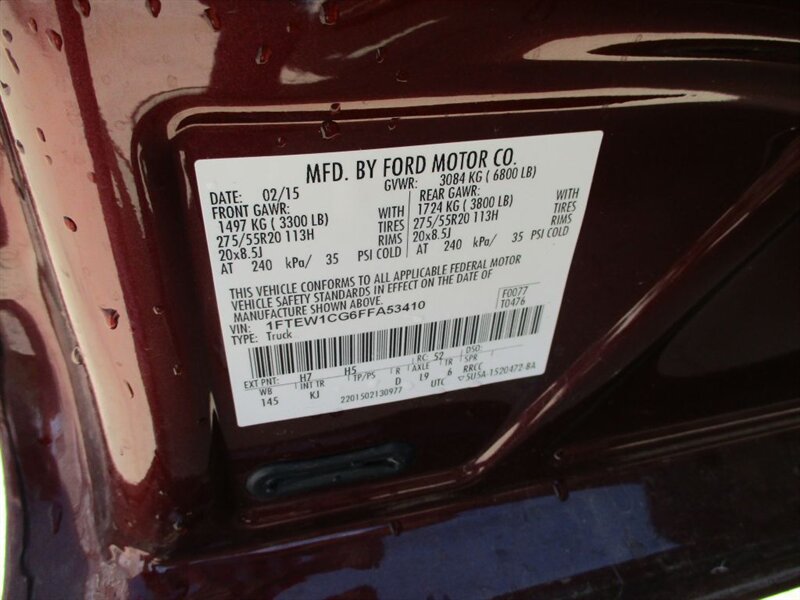 MFD. BY FORD MOTOR CO.
DATE: 02/15 GVWR: 3084 KG ( 6800 LB)
FRONT GAWR: WITH REAR GAWR: WITH
1497 KG ( 3300 LB) TIRES 1724 KG ( 3800 LB) TIRES
275/55R20 113H RIMS 275/55R20 113H RIMS
20x8.5J 20x8.5J
AT 240 kPa/ 35 PSI COLD AT 240 kPa/ 35 PSI COLD
THIS VEHICLE CONFORMS TO ALL APPLICABLE FEDERAL MOTOR
VEHICLE SAFETY STANDARDS IN EFFECT ON THE DATE OF
MANUFACTURE SHOWN ABOVE.
VIN: 1FTEW1CG6FFA53410 F0077
TYPE: Truck T0476
EXT PNT: H7 H5 RC: 52 DSO:
WB INT TR TP/PS R AXLE TR SPR
145 KJ D L9 6 RRCC
2201502130977 UTC 5U5A-1520472-BA